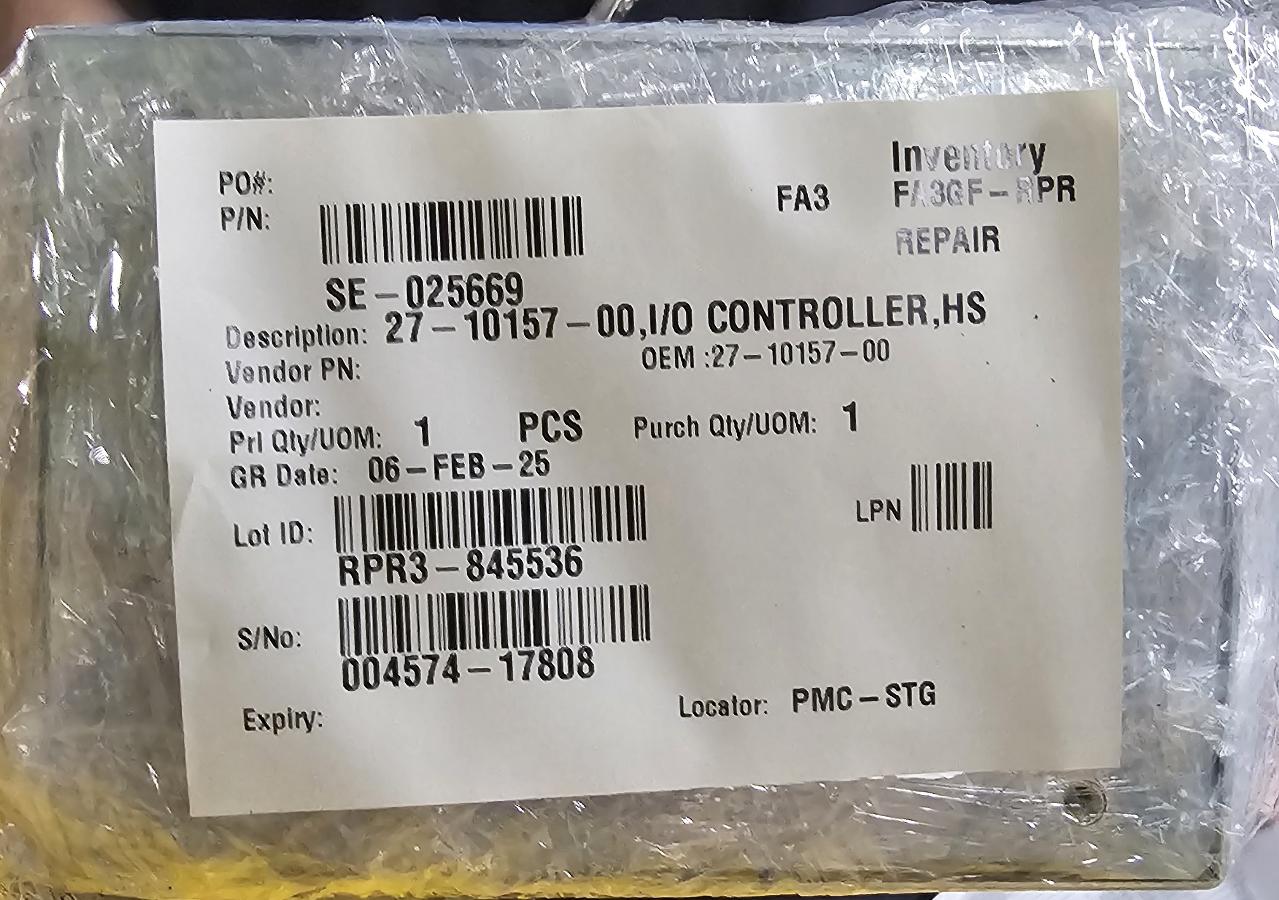 PO#:
Inventory
P/N:
FA3 FA3GF-RPR
REPAIR
SE-025669
Description: 27-10157-00,I/O CONTROLLER,HS
Vendor PN: OEM :27-10157-00
Vendor:
Prl Qty/UOM: 1 PCS Purch Qty/UOM: 1
GR Date: 06-FEB-25
Lot ID: LPN
RPR3-845536
S/No:
004574-17808
Expiry: Locator: PMC-STG